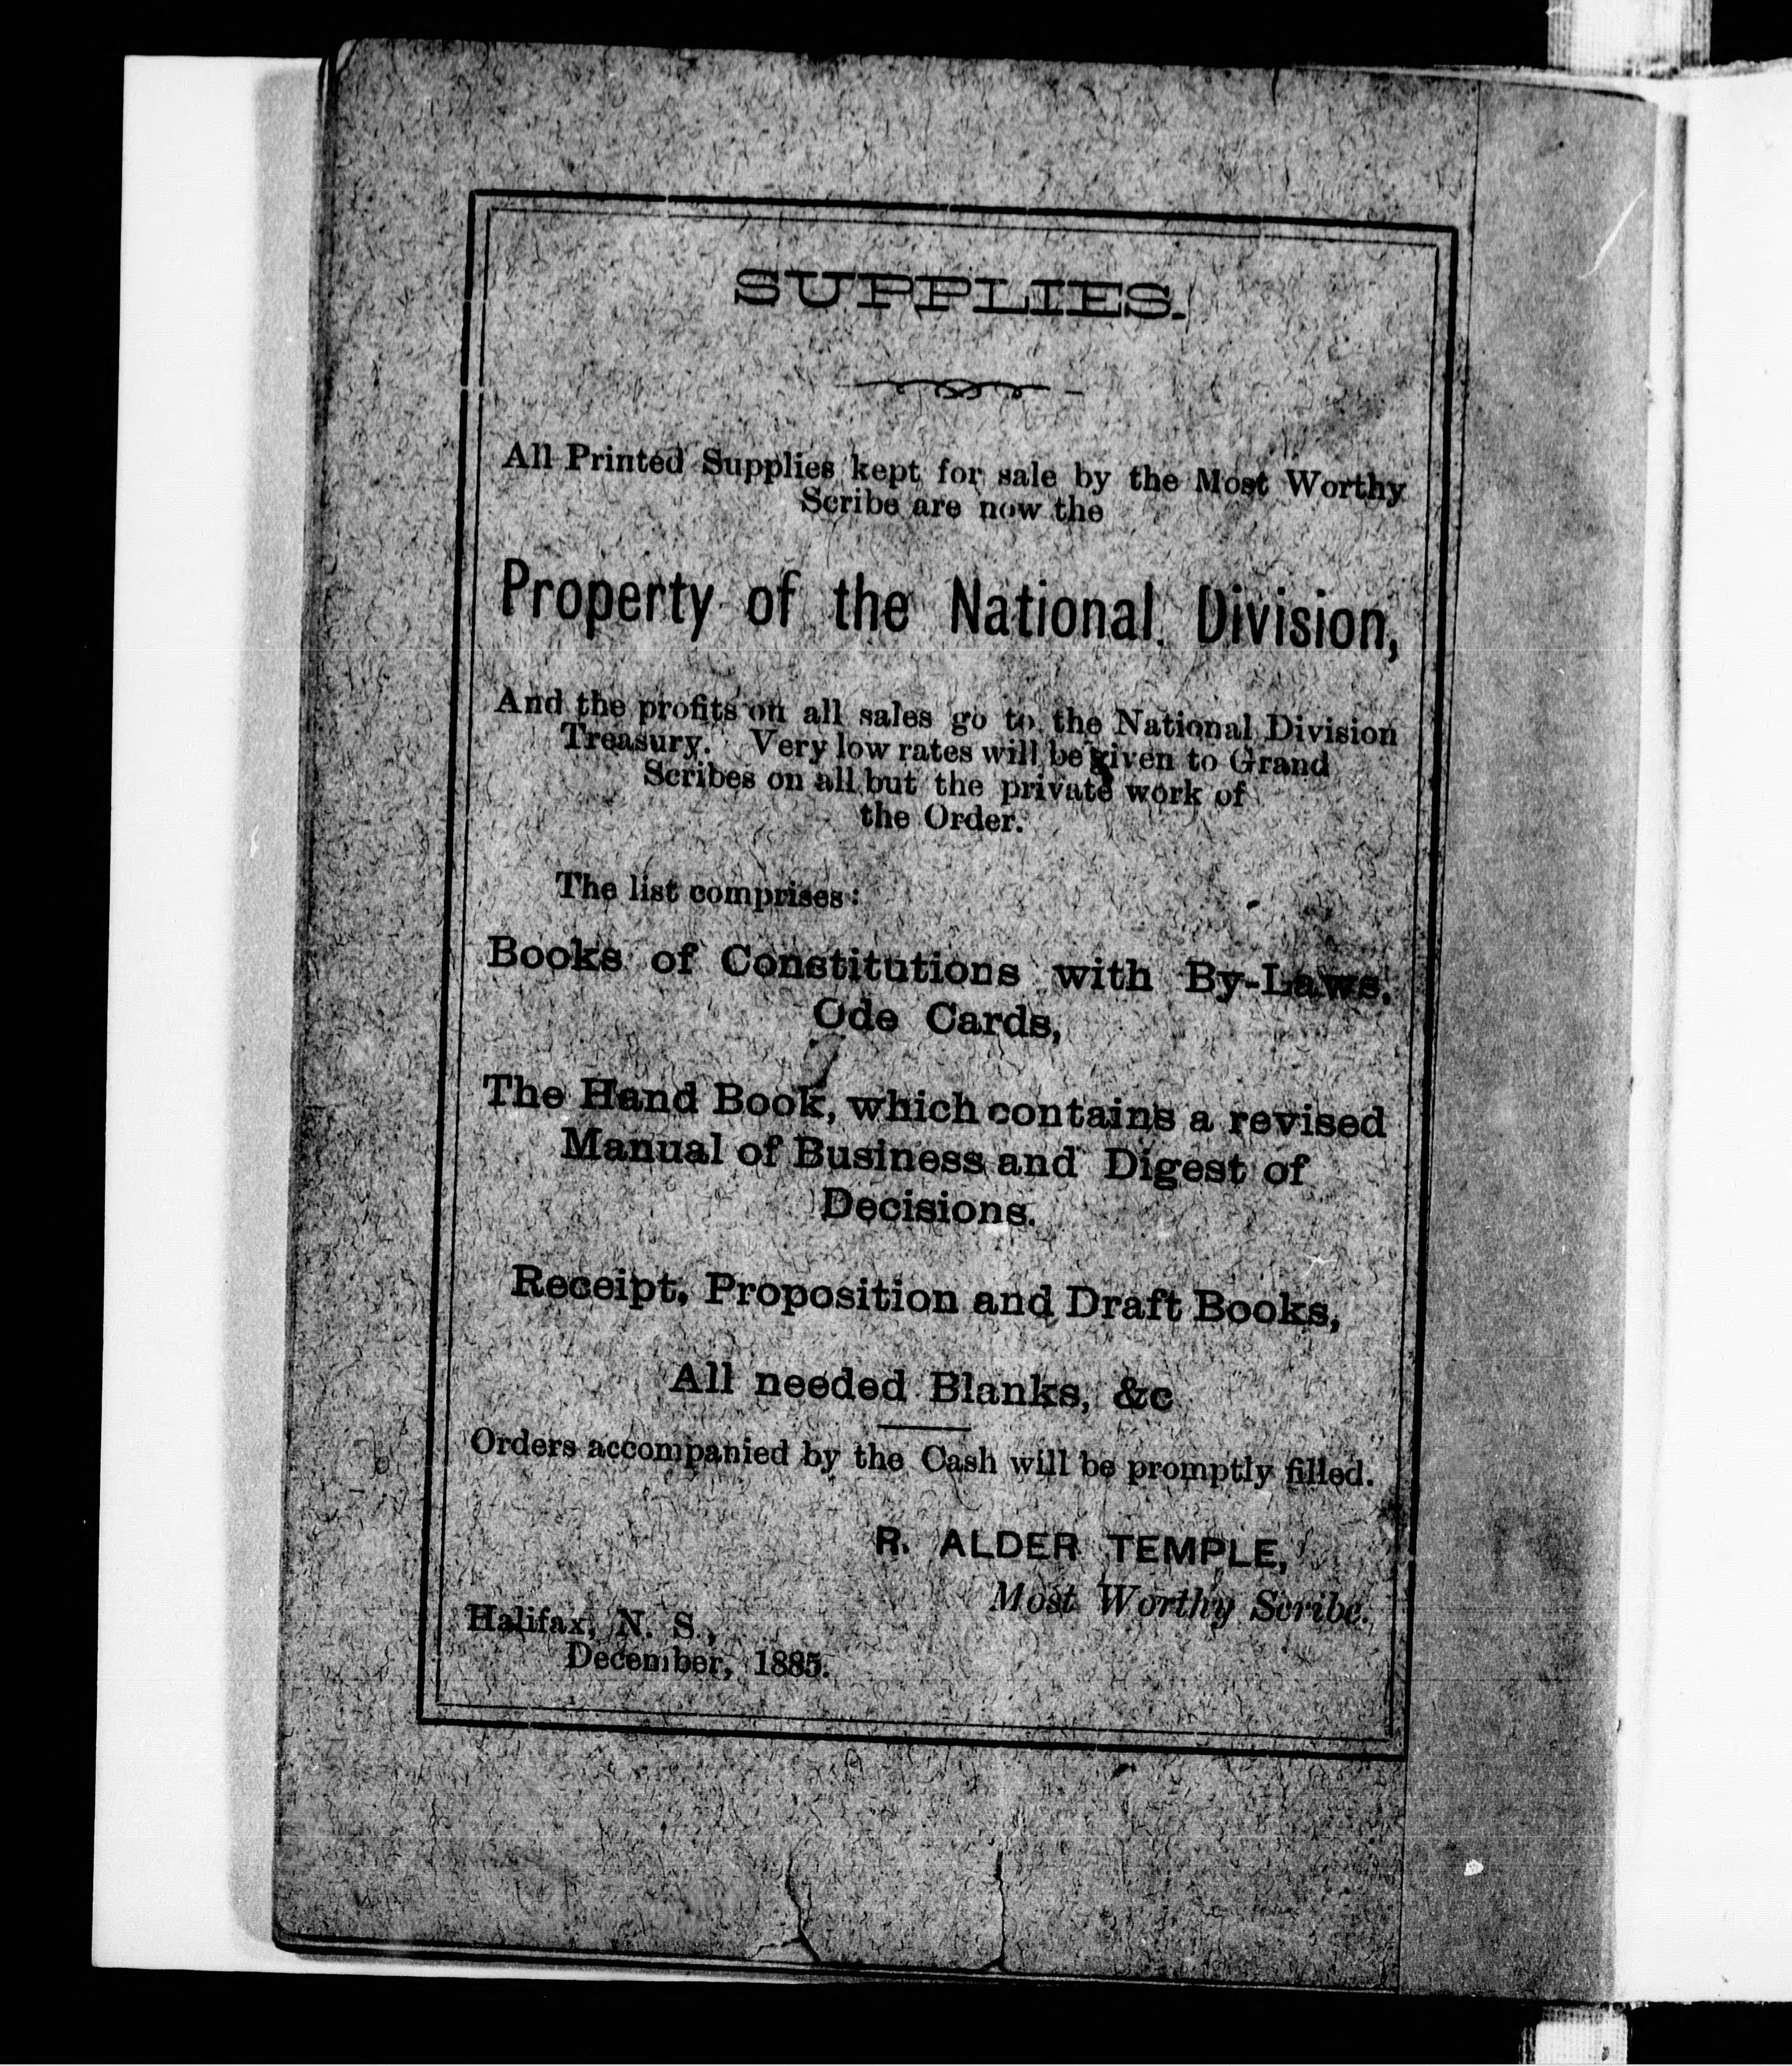 SUPPLIES.
All Printed Supplies kept for sale by the Most Worthy
Scribe are now the
Property of the National Division,
And the profits on all sales go to the National Division
Treasury. Very low rates will be given to Grand
Scribes on all but the private work of
the Order.
The list comprises:
Books of Constitutions with By-Laws,
Ode Cards,
The Hand Book, which contains a revised
Manual of Business and Digest of
Decisions.
Receipt, Proposition and Draft Books,
All needed Blanks, &c
Orders accompanied by the Cash will be promptly filled.
R. ALDER TEMPLE,
Most Worthy Scribe.
Halifax, N. S.,
December, 1885.